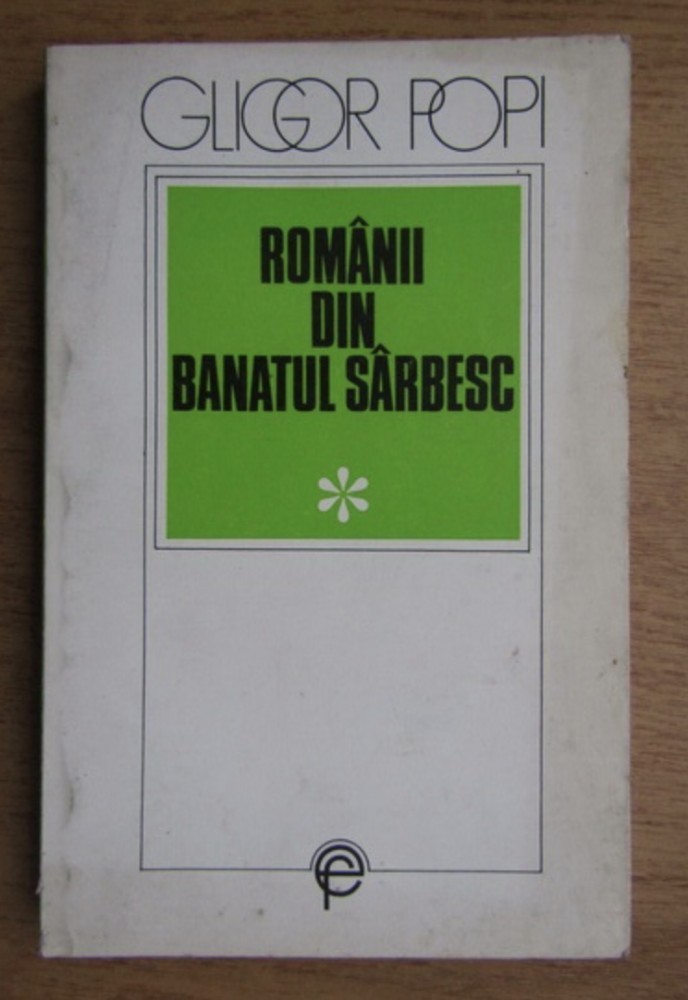 GLIGOR POPI
ROMÂNII
DIN
BANATUL SÂRBESC